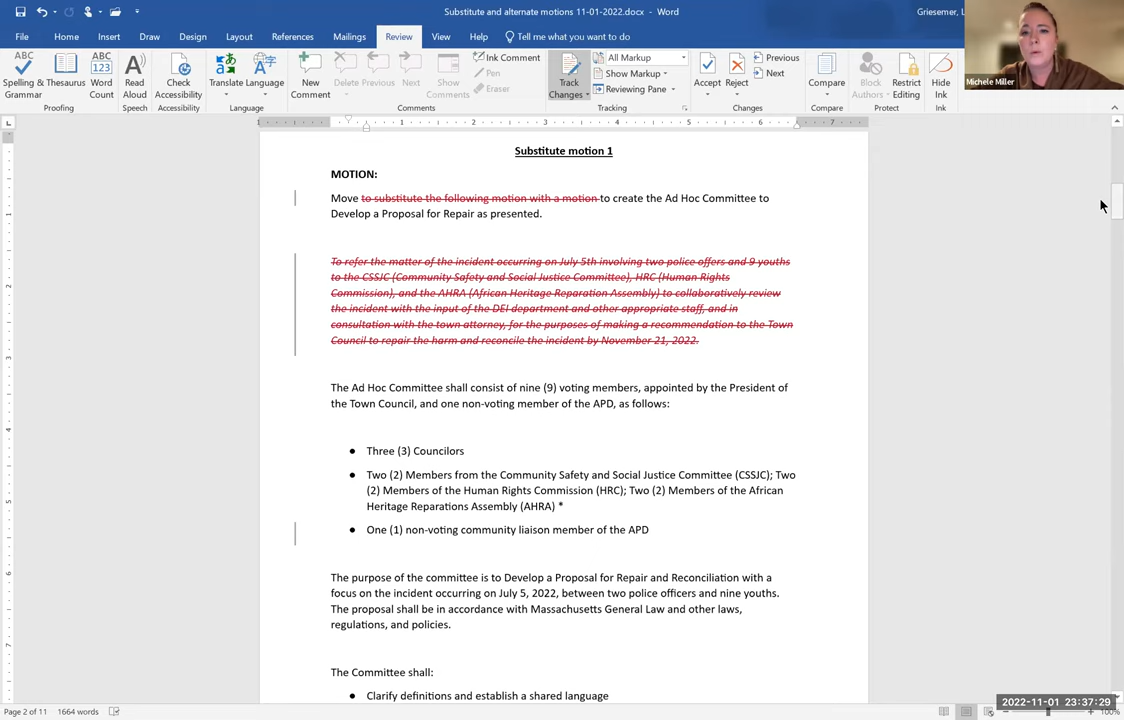 Substitute and alternate motions 11-01-2022.docx - Word
Griesemer, L
File Home Insert Draw Design Layout References Mailings Review View Help Tell me what you want to do
ABC Spelling & Grammar
Thesaurus
ABC 123 Word Count
Proofing
Read Aloud
Speech
Check Accessibility
Accessibility
Translate Language
Language
New Comment
Delete Previous Next
Show Comments
Ink Comment
Pen
Eraser
Comments
Track Changes
All Markup
Show Markup
Reviewing Pane
Tracking
Accept Reject
Previous
Next
Changes
Compare
Compare
Block Authors
Restrict Editing
Protect
Hide Ink
Ink
Michele Miller
1 1 2 3 4 5 6 7
Substitute motion 1
MOTION:
Move to substitute the following motion with a motion to create the Ad Hoc Committee to
Develop a Proposal for Repair as presented.
To refer the matter of the incident occurring on July 5th involving two police offers and 9 youths
to the CSSJC (Community Safety and Social Justice Committee), HRC (Human Rights
Commission), and the AHRA (African Heritage Reparation Assembly) to collaboratively review
the incident with the input of the DEI department and other appropriate staff, and in
consultation with the town attorney, for the purposes of making a recommendation to the Town
Council to repair the harm and reconcile the incident by November 21, 2022.
The Ad Hoc Committee shall consist of nine (9) voting members, appointed by the President of
the Town Council, and one non-voting member of the APD, as follows:
● Three (3) Councilors
● Two (2) Members from the Community Safety and Social Justice Committee (CSSJC); Two
(2) Members of the Human Rights Commission (HRC); Two (2) Members of the African
Heritage Reparations Assembly (AHRA) *
● One (1) non-voting community liaison member of the APD
The purpose of the committee is to Develop a Proposal for Repair and Reconciliation with a
focus on the incident occurring on July 5, 2022, between two police officers and nine youths.
The proposal shall be in accordance with Massachusetts General Law and other laws,
regulations, and policies.
The Committee shall:
● Clarify definitions and establish a shared language
Page 2 of 11 1664 words
100%
2022-11-01 23:37:29